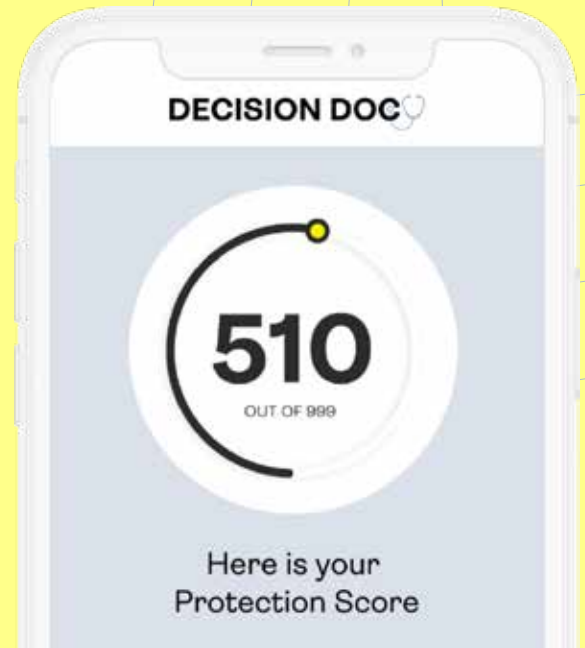 DECISION DOC
510
OUT OF 999
Here is your
Protection Score